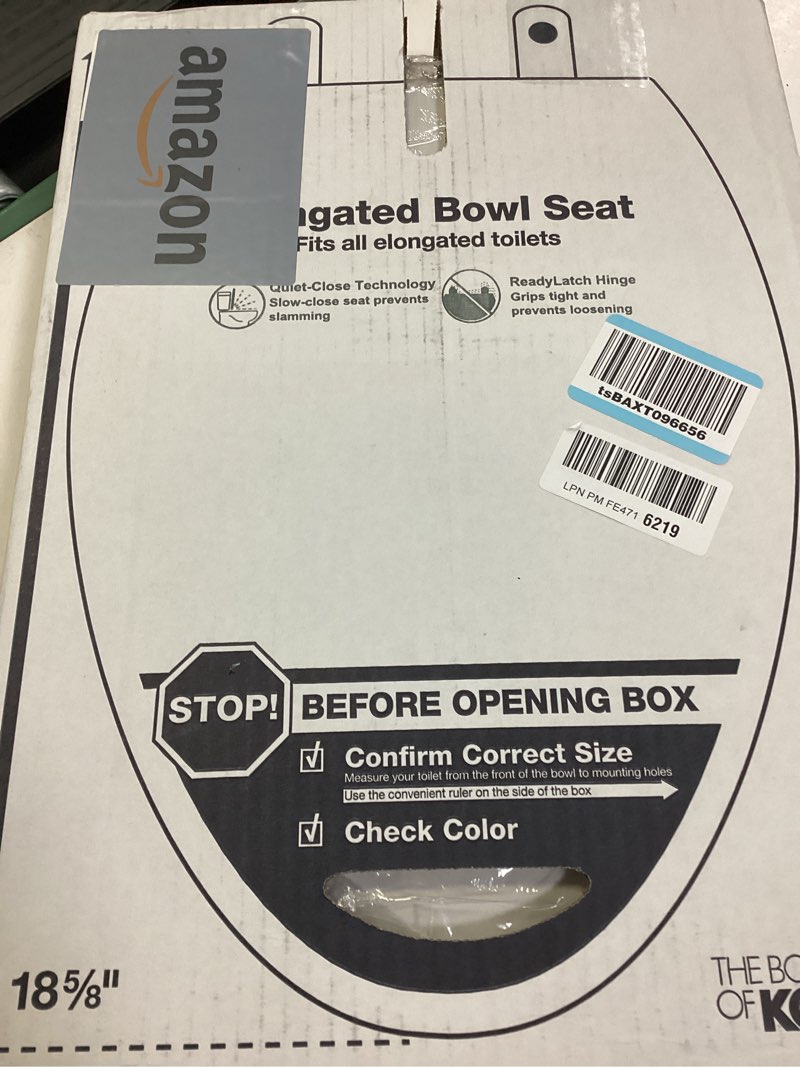 amazon
Bowl Seat
Fits all elongated toilets
Quiet-Close Technology
Slow-close seat prevents
slamming
ReadyLatch Hinge
Grips tight and
prevents loosening
tsBAXT096656
LPN PM FE471 6219
STOP!
BEFORE OPENING BOX
Confirm Correct Size
Measure your toilet from the front of the bowl to mounting holes
Use the convenient ruler on the side of the box
Check Color
18⅝"
THE
OF